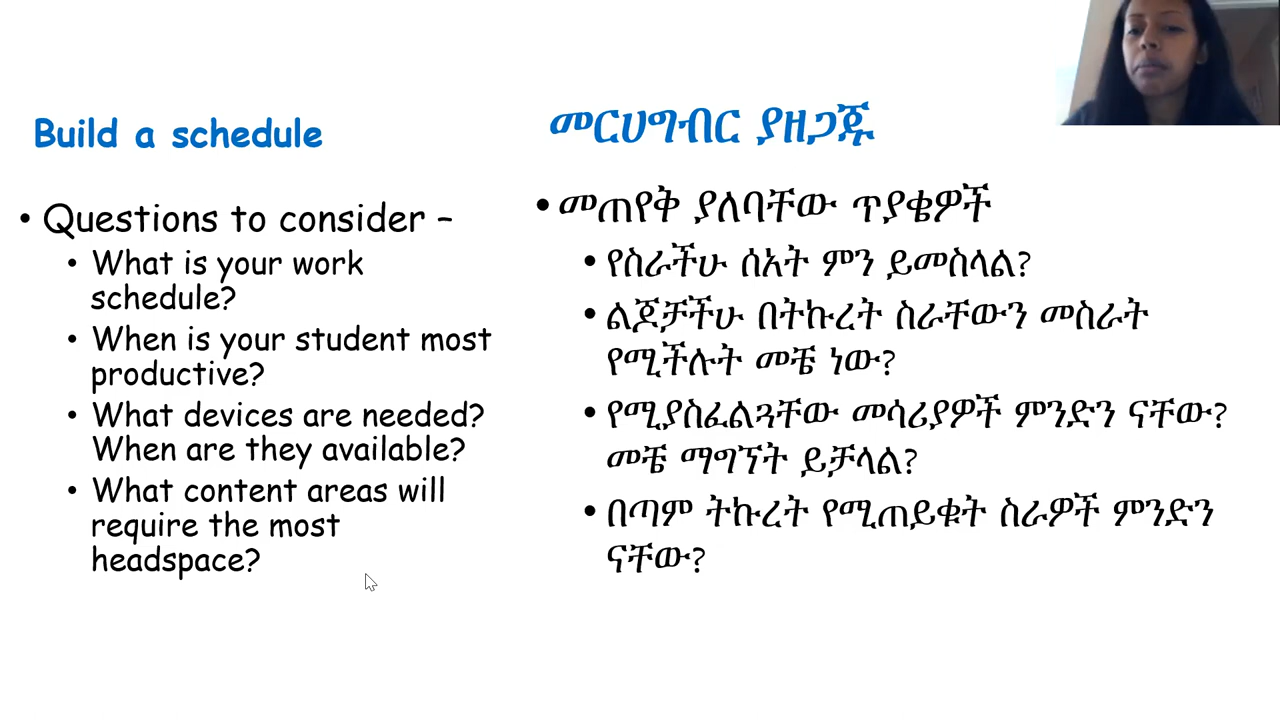 Build a schedule
• Questions to consider –
• What is your work
schedule?
• When is your student most
productive?
• What devices are needed?
When are they available?
• What content areas will
require the most
headspace?
መርሀግብር ያዘጋጁ
• መጠየቅ ያለባቸው ጥያቄዎች
• የስራችሁ ሰአት ምን ይመስላል?
• ልጆቻችሁ በትኩረት ስራቸውን መስራት
የሚችሉት መቼ ነው?
• የሚያስፈልጓቸው መሳሪያዎች ምንድን ናቸው?
መቼ ማግኘት ይቻላል?
• በጣም ትኩረት የሚጠይቁት ስራዎች ምንድን
ናቸው?